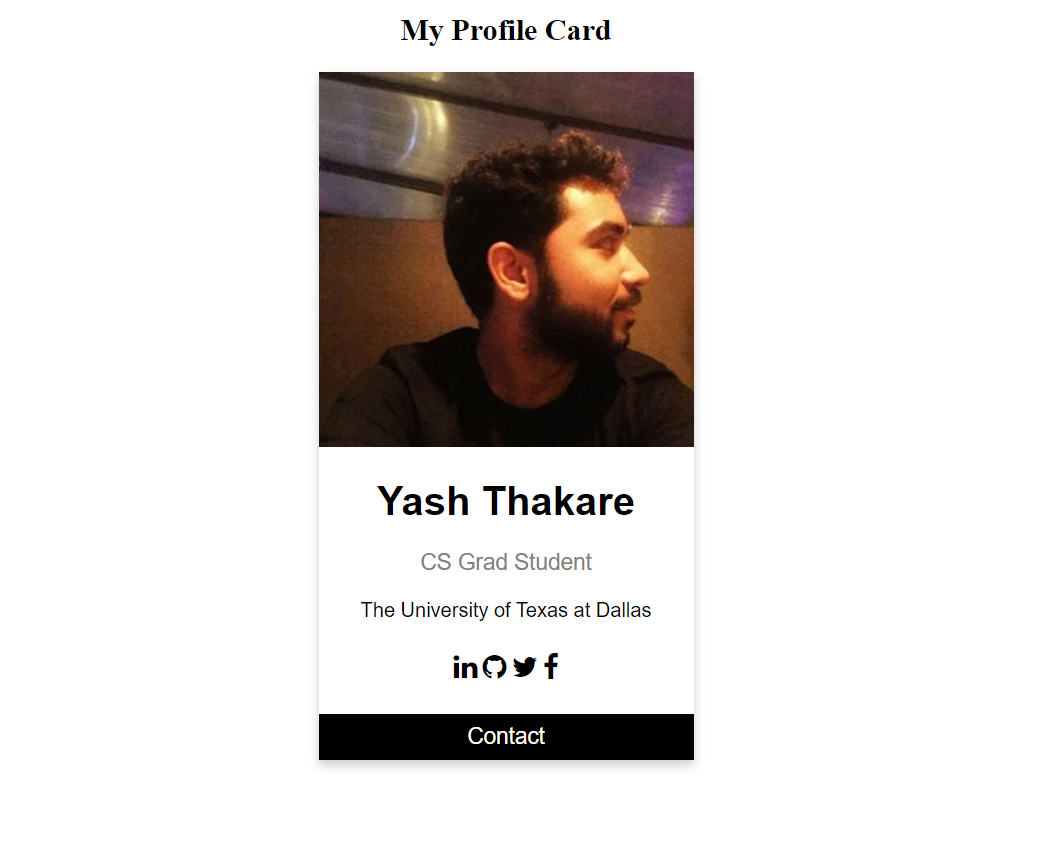 My Profile Card
Yash Thakare
CS Grad Student
The University of Texas at Dallas
Contact